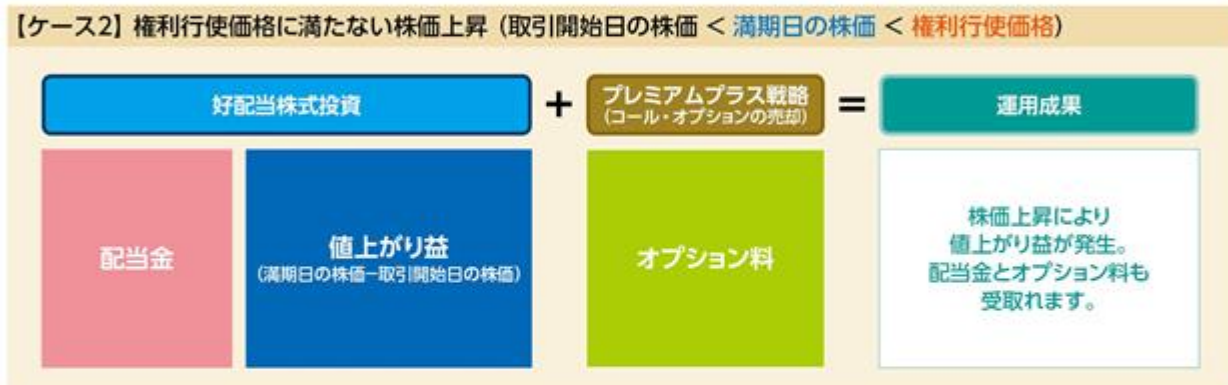 【ケース2】権利行使価格に満たない株価上昇（取引開始日の株価 < 満期日の株価 < 権利行使価格）
好配当株式投資
+
プレミアムプラス戦略
（コール・オプションの売却）
=
運用成果
配当金
値上がり益
（満期日の株価−取引開始日の株価）
オプション料
株価上昇により
値上がり益が発生。
配当金とオプション料も
受取れます。